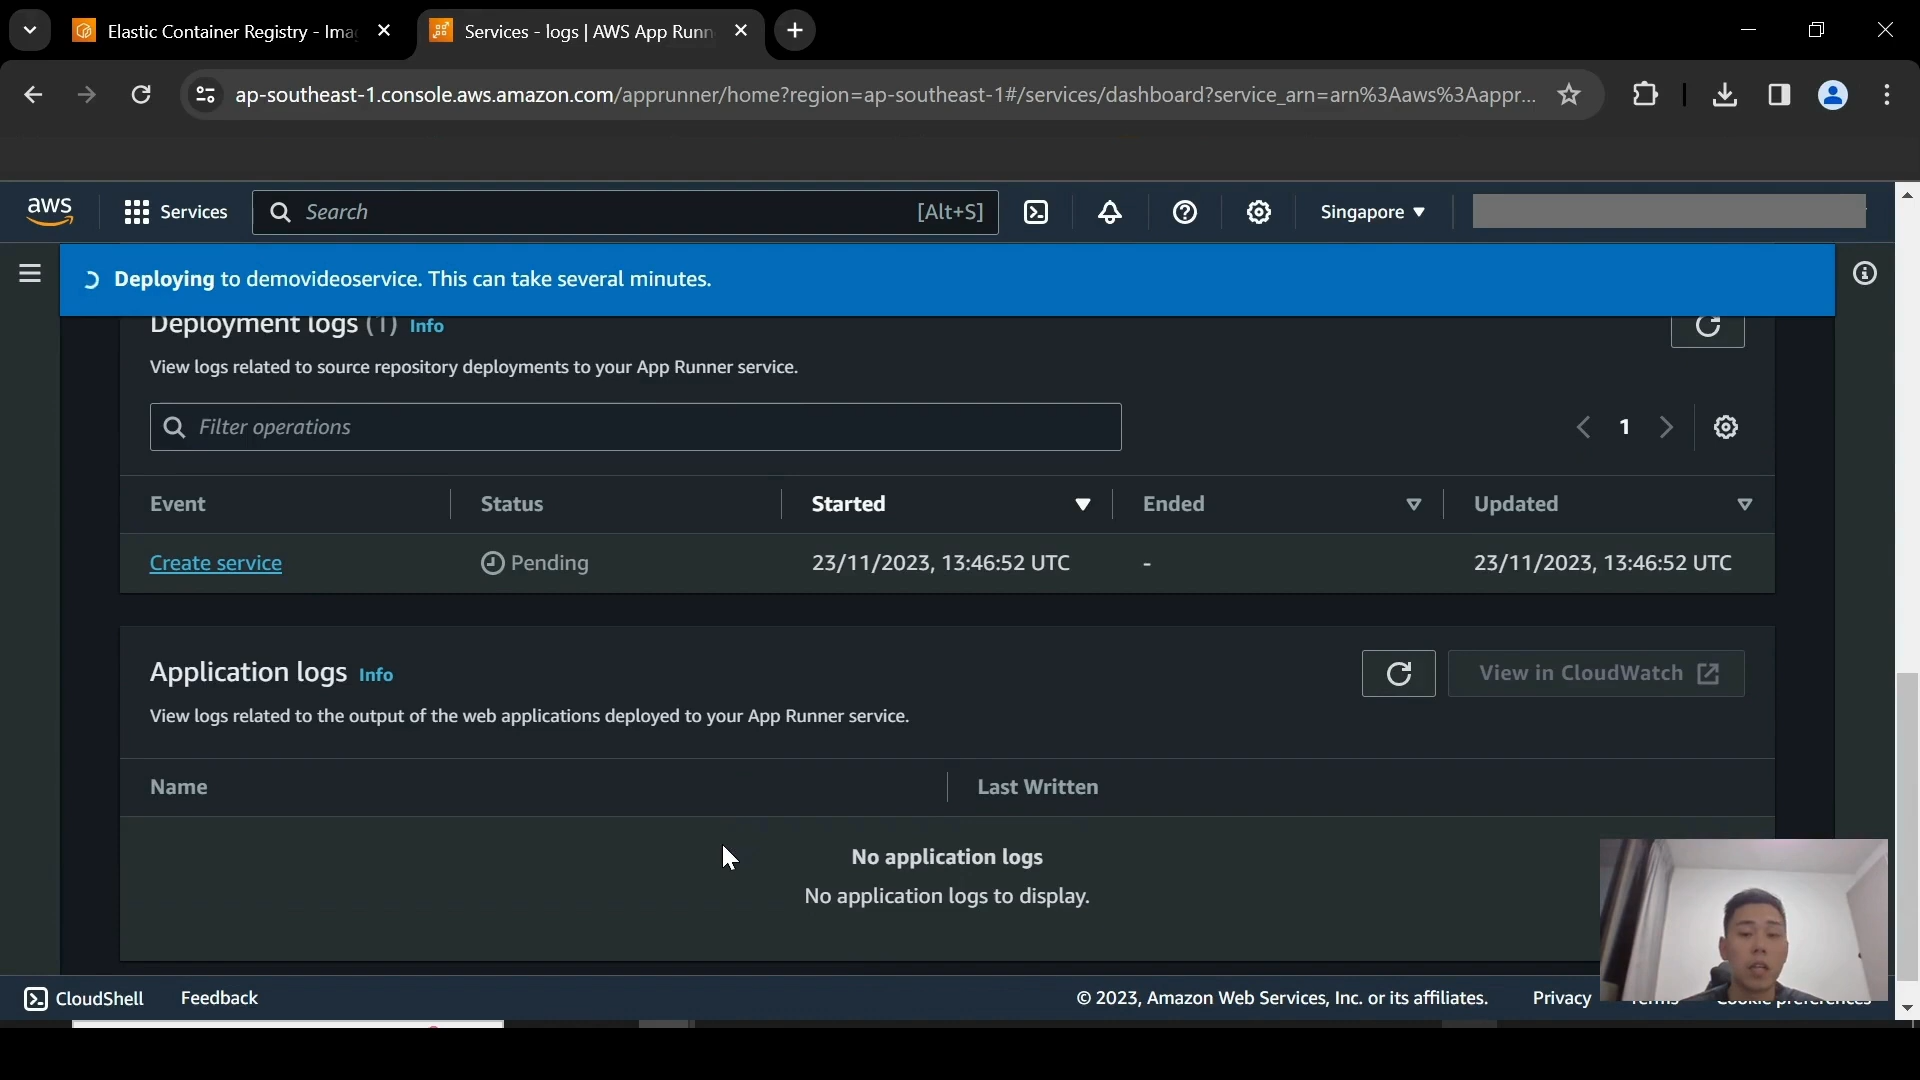 Elastic Container Registry - Ima
Services - logs | AWS App Runn
ap-southeast-1.console.aws.amazon.com/apprunner/home?region=ap-southeast-1#/services/dashboard?service_arn=arn%3Aaws%3Aappr...
aws
Services
Search
[Alt+S]
Singapore
Deploying to demovideoservice. This can take several minutes.
Deployment logs (1) Info
View logs related to source repository deployments to your App Runner service.
Filter operations
1
Event Status Started Ended Updated
Create service Pending 23/11/2023, 13:46:52 UTC - 23/11/2023, 13:46:52 UTC
Application logs Info
View in CloudWatch
View logs related to the output of the web applications deployed to your App Runner service.
Name Last Written
No application logs
No application logs to display.
CloudShell Feedback © 2023, Amazon Web Services, Inc. or its affiliates. Privacy Terms Cookie preferences